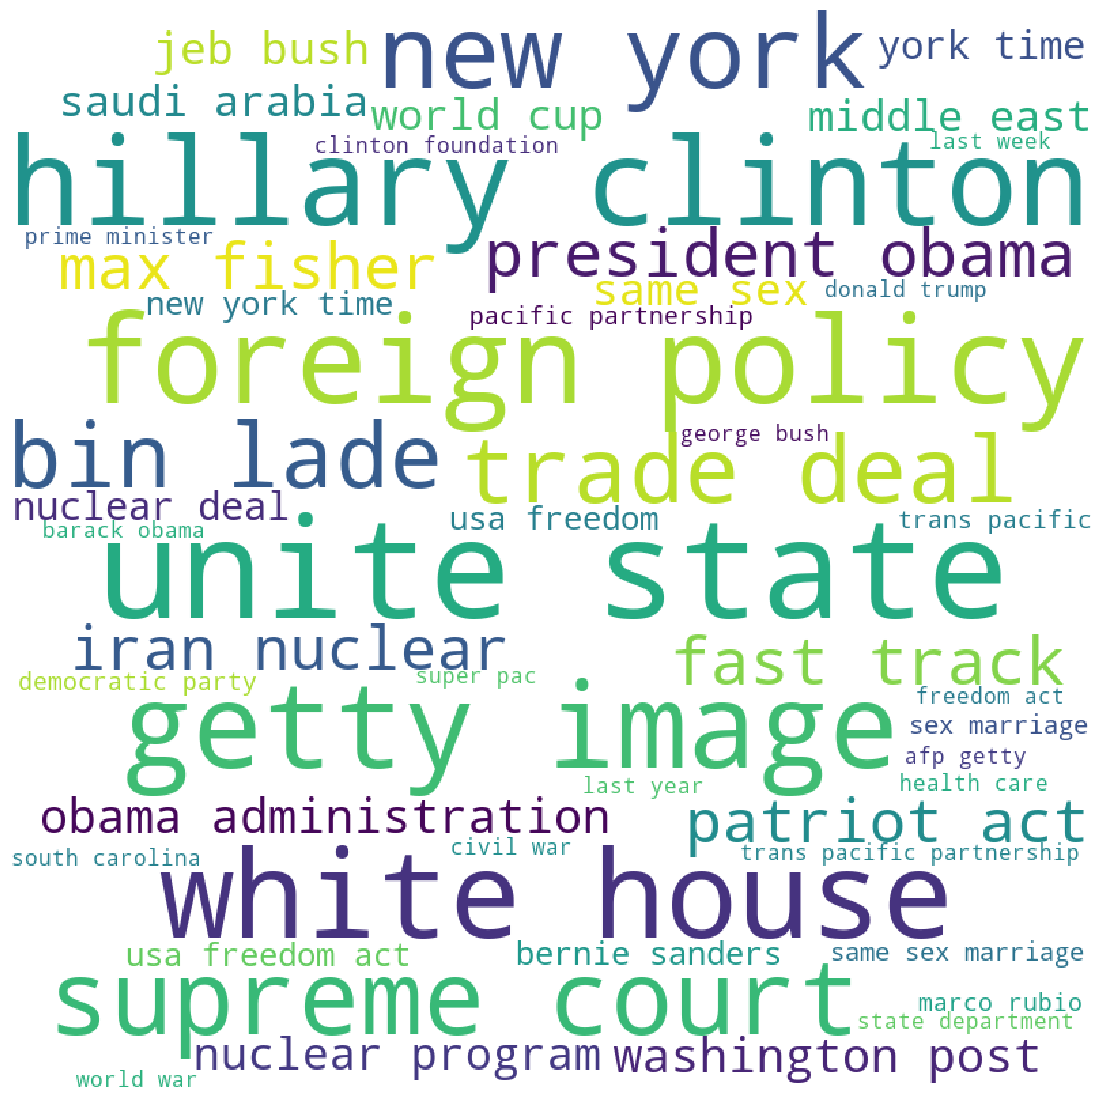 jeb bush
new york
york time
saudi arabia
world cup
middle east
clinton foundation
last week
hillary clinton
prime minister
max fisher
president obama
same sex
donald trump
new york time
pacific partnership
foreign policy
bin lade
george bush
trade deal
nuclear deal
usa freedom
trans pacific
barack obama
unite state
iran nuclear
fast track
democratic party
super pac
freedom act
getty image
sex marriage
afp getty
last year
health care
obama administration
patriot act
south carolina
civil war
trans pacific partnership
white house
usa freedom act
bernie sanders
same sex marriage
supreme court
marco rubio
state department
nuclear program
washington post
world war